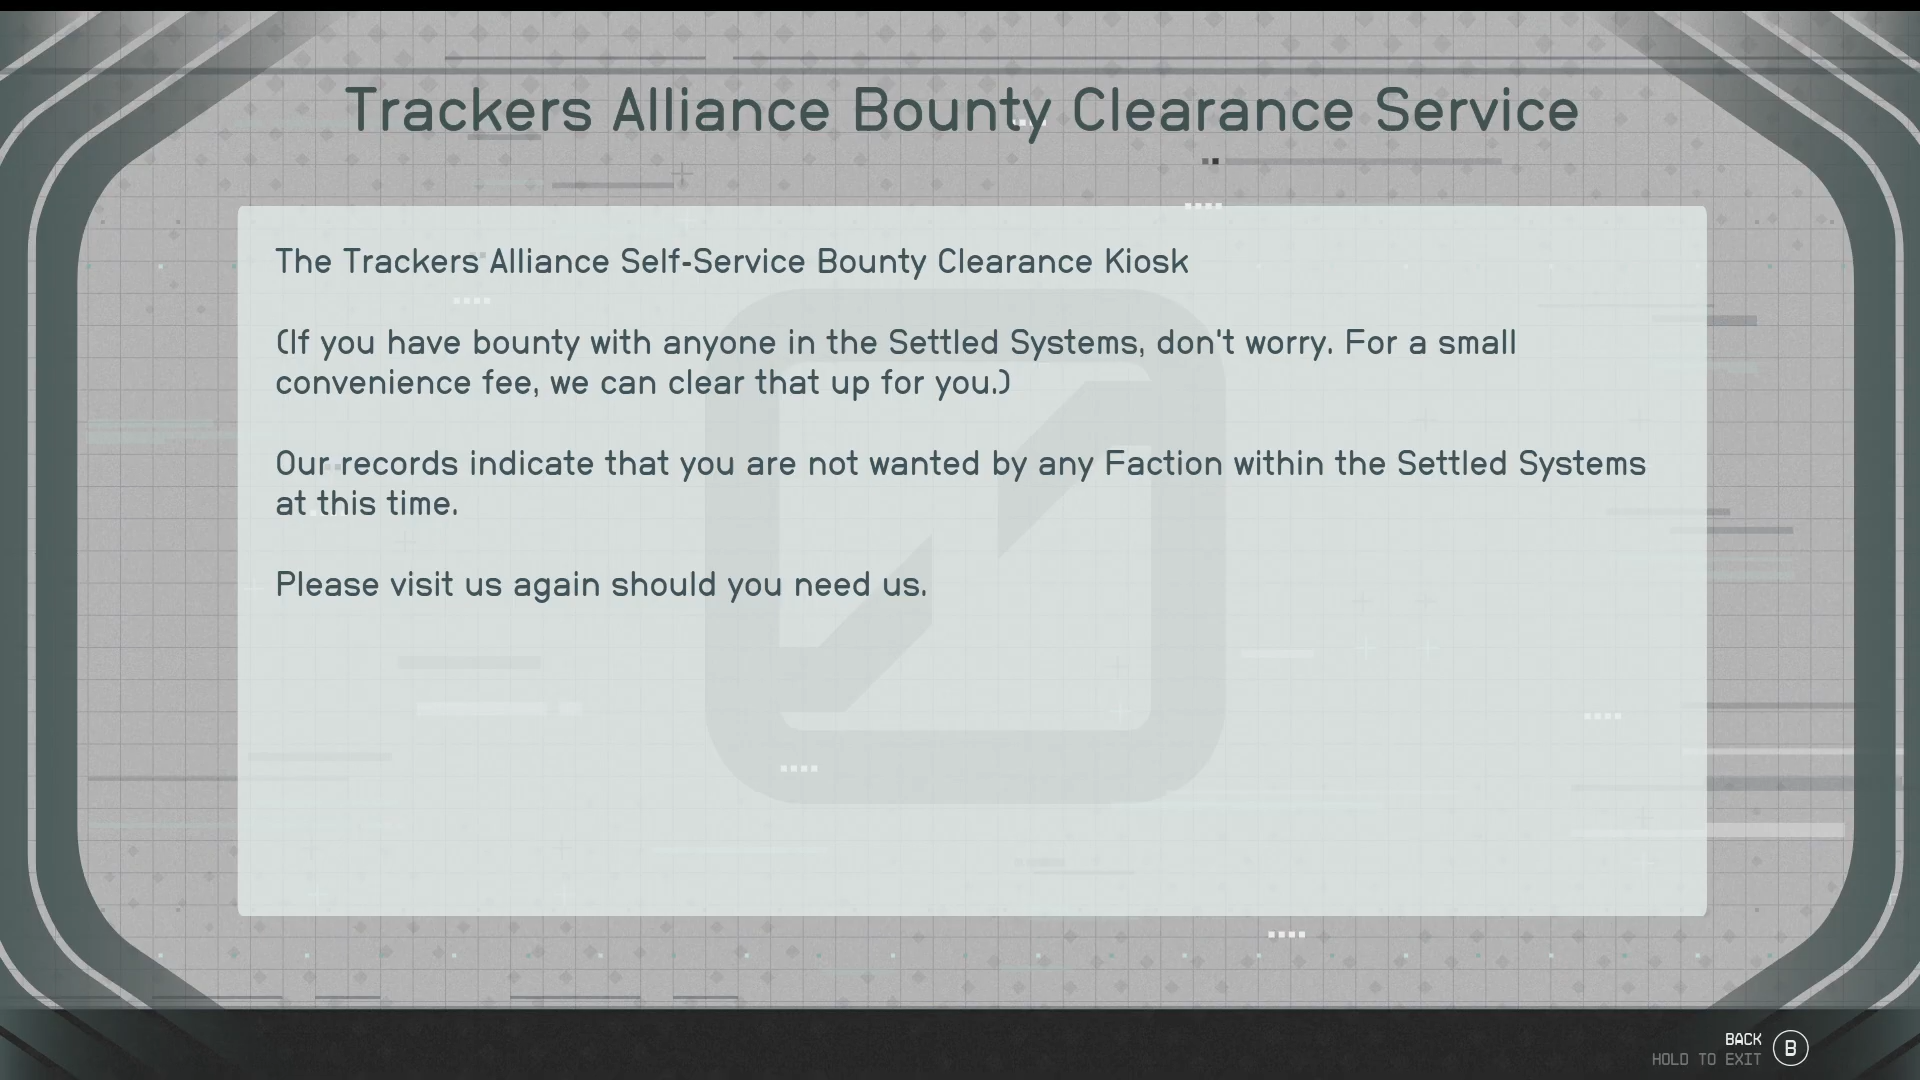 Trackers Alliance Bounty Clearance Service
The Trackers Alliance Self-Service Bounty Clearance Kiosk
(If you have bounty with anyone in the Settled Systems, don't worry. For a small
convenience fee, we can clear that up for you.)
Our records indicate that you are not wanted by any Faction within the Settled Systems
at this time.
Please visit us again should you need us.
BACK
HOLD TO EXIT
B